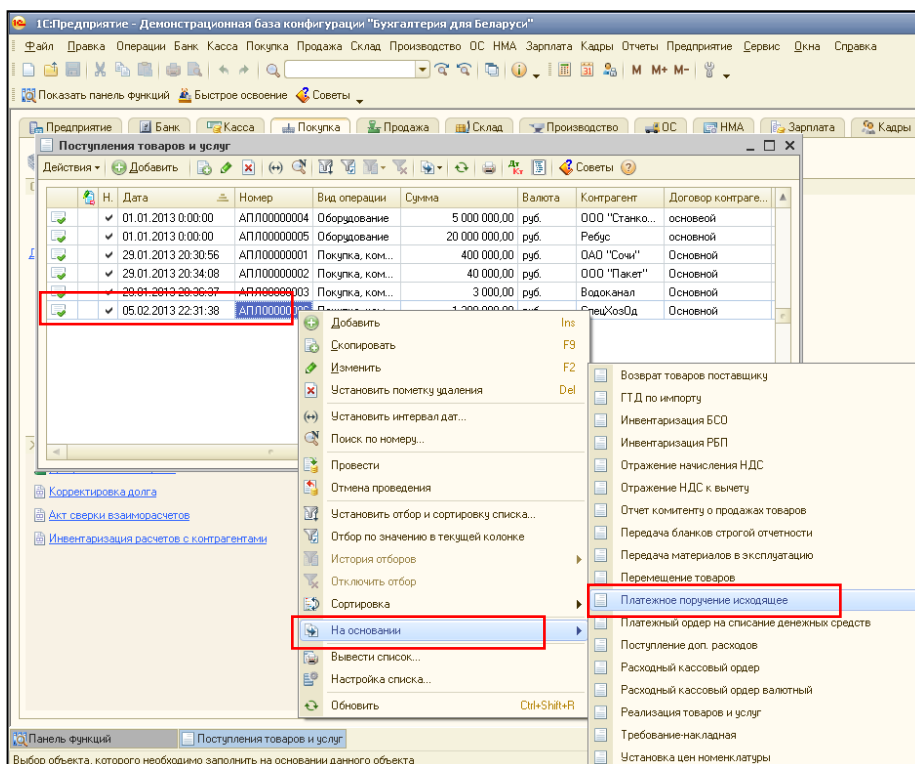 1С:Предприятие - Демонстрационная база конфигурации "Бухгалтерия для Беларуси"
Файл Правка Операции Банк Касса Покупка Продажа Склад Производство ОС НМА Зарплата Кадры Отчеты Предприятие Сервис Окна Справка
М М+ М-
Показать панель функций Быстрое освоение Советы
Предприятие Банк Касса Покупка Продажа Склад Производство ОС НМА Зарплата Кадры
Поступления товаров и услуг
Действия Добавить Советы
Н. Дата Номер Вид операции Сумма Валюта Контрагент Договор контраге...
01.01.2013 0:00:00 АПЛ00000004 Оборудование 5 000 000,00 руб. ООО "Станко... основеой
01.01.2013 0:00:00 АПЛ00000005 Оборудование 20 000 000,00 руб. Ребус основной
29.01.2013 20:30:56 АПЛ00000001 Покупка, ком... 400 000,00 руб. ОАО "Сочи" Основной
29.01.2013 20:34:08 АПЛ00000002 Покупка, ком... 40 000,00 руб. ООО "Пакет" Основной
29.01.2013 20:36:37 АПЛ00000003 Покупка, ком... 3 000,00 руб. Водоканал Основной
05.02.2013 22:31:38 Основной
Добавить Ins
Скопировать F9
Изменить F2
Установить пометку удаления Del
Установить интервал дат...
Поиск по номеру...
Провести
Отмена проведения
Установить отбор и сортировку списка...
Отбор по значению в текущей колонке
История отборов
Отключить отбор
Сортировка
На основании
Вывести список...
Настройка списка...
Обновить Ctrl+Shift+R
Возврат товаров поставщику
ГТД по импорту
Инвентаризация БСО
Инвентаризация РБП
Отражение начисления НДС
Отражение НДС к вычету
Отчет комитенту о продажах товаров
Передача бланков строгой отчетности
Передача материалов в эксплуатацию
Перемещение товаров
Платежное поручение исходящее
Платежный ордер на списание денежных средств
Поступление доп. расходов
Расходный кассовый ордер
Расходный кассовый ордер валютный
Реализация товаров и услуг
Требование-накладная
Установка цен номенклатуры
Корректировка долга
Акт сверки взаиморасчетов
Инвентаризация расчетов с контрагентами
Панель функций Поступления товаров и услуг
Выбор объекта, которого необходимо заполнить на основании данного объекта